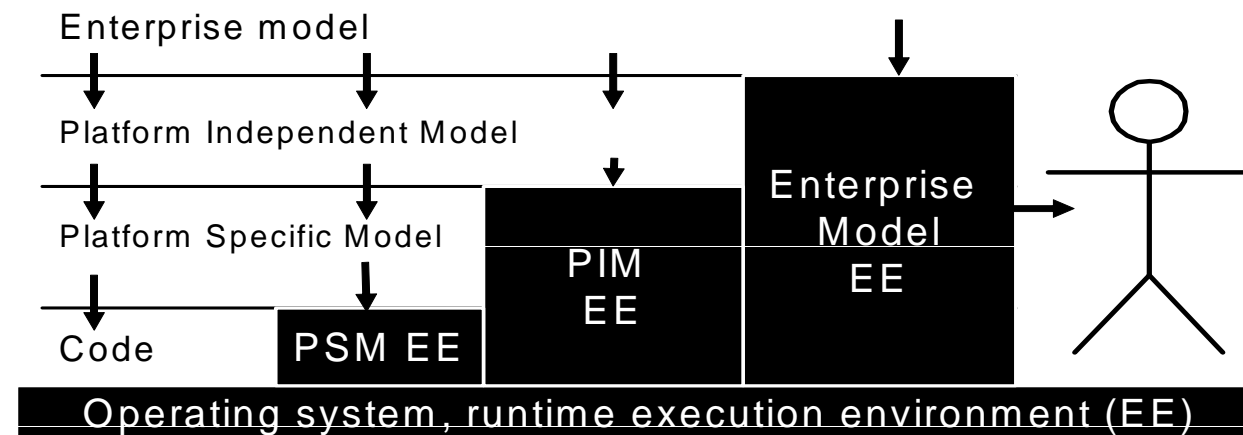 Enterprise model
Platform Independent Model
Platform Specific Model
Code
PSM EE
PIM
EE
Enterprise
Model
EE
Operating system, runtime execution environment (EE)